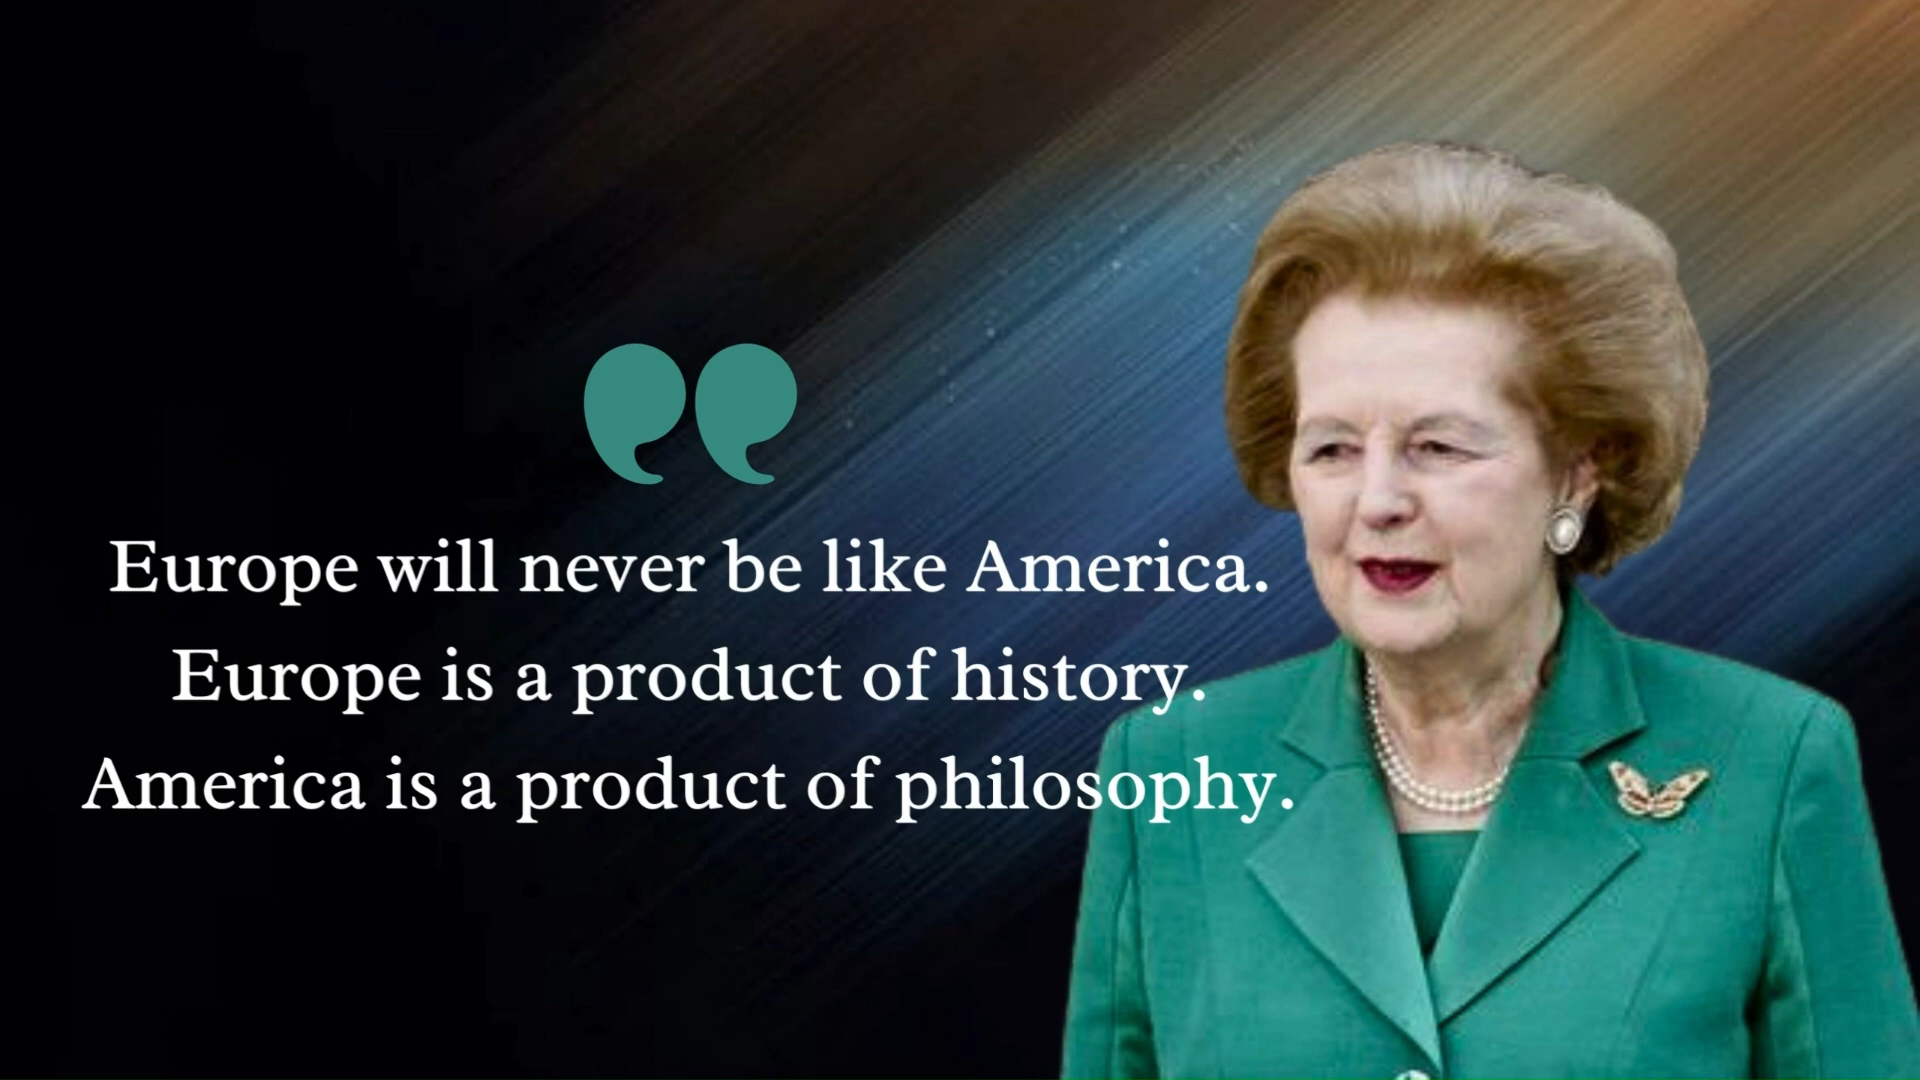 Europe will never be like America.
Europe is a product of history.
America is a product of philosophy.